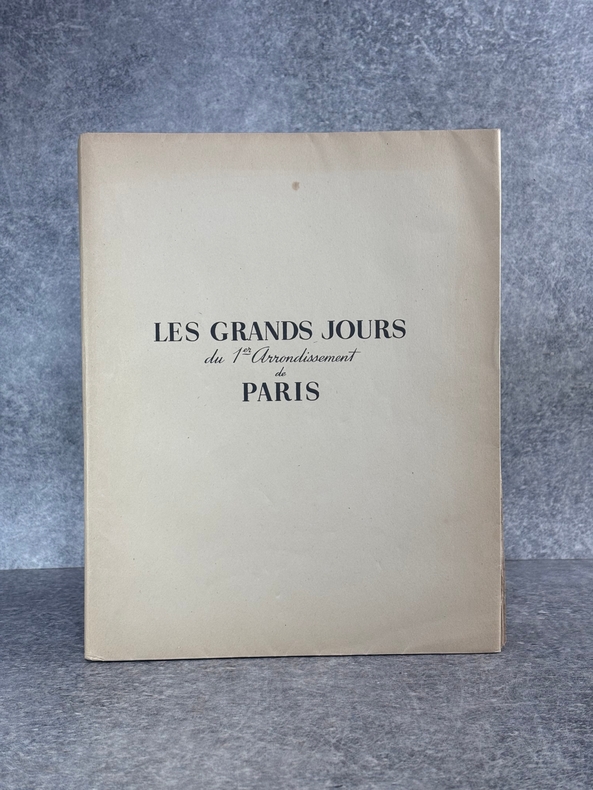 LES GRANDS JOURS
du 1er Arrondissement
de
PARIS